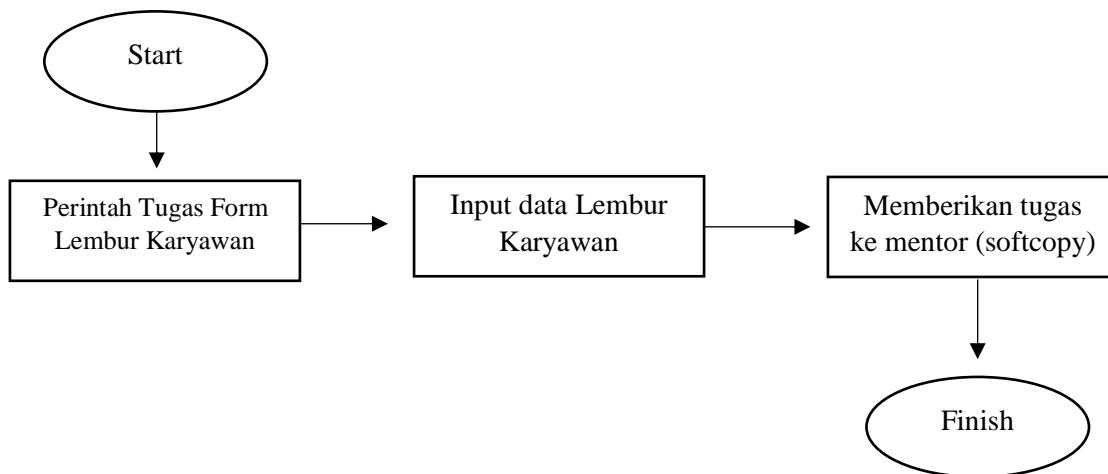 Start
Perintah Tugas Form
Lembur Karyawan
Input data Lembur
Karyawan
Memberikan tugas
ke mentor (softcopy)
Finish